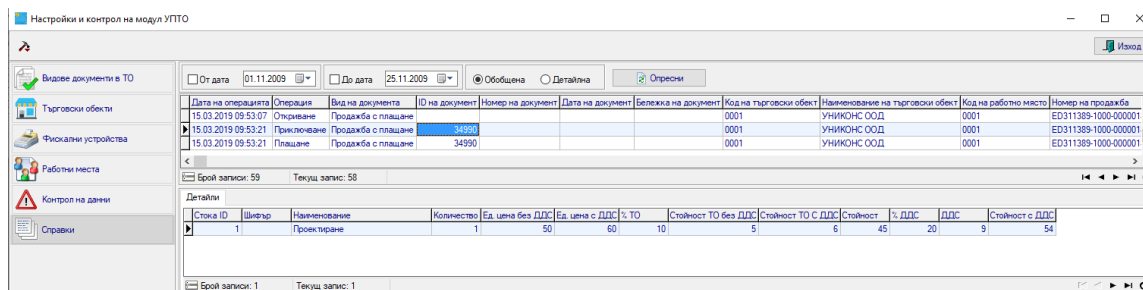 Настройки и контрол на модул УПТО
Изход
Видове документи в ТО
Търговски обекти
Фискални устройства
Работни места
Контрол на данни
Справки
От дата 01.11.2009 До дата 25.11.2009 Обобщена Детайлна Опресни
Дата на операцията Операция Вид на документа ID на документ Номер на документ Дата на документ Бележка на документ Код на търговски обект Наименование на търговски обект Код на работно място Номер на продажба
15.03.2019 09:53:07 Откриване Продажба с плащане 0001 УНИКОНС ООД 0001 ED311389-1000-000001
15.03.2019 09:53:21 Приключване Продажба с плащане 34990 0001 УНИКОНС ООД 0001 ED311389-1000-000001
15.03.2019 09:53:21 Плащане Продажба с плащане 34990 0001 УНИКОНС ООД 0001 ED311389-1000-000001
Брой записи: 59 Текущ запис: 58
Детайли
Стока ID Шифър Наименование Количество Ед. цена без ДДС Ед. цена с ДДС % ТО Стойност ТО без ДДС Стойност ТО С ДДС Стойност % ДДС ДДС Стойност с ДДС
1 Проектиране 1 50 60 10 5 6 45 20 9 54
Брой записи: 1 Текущ запис: 1